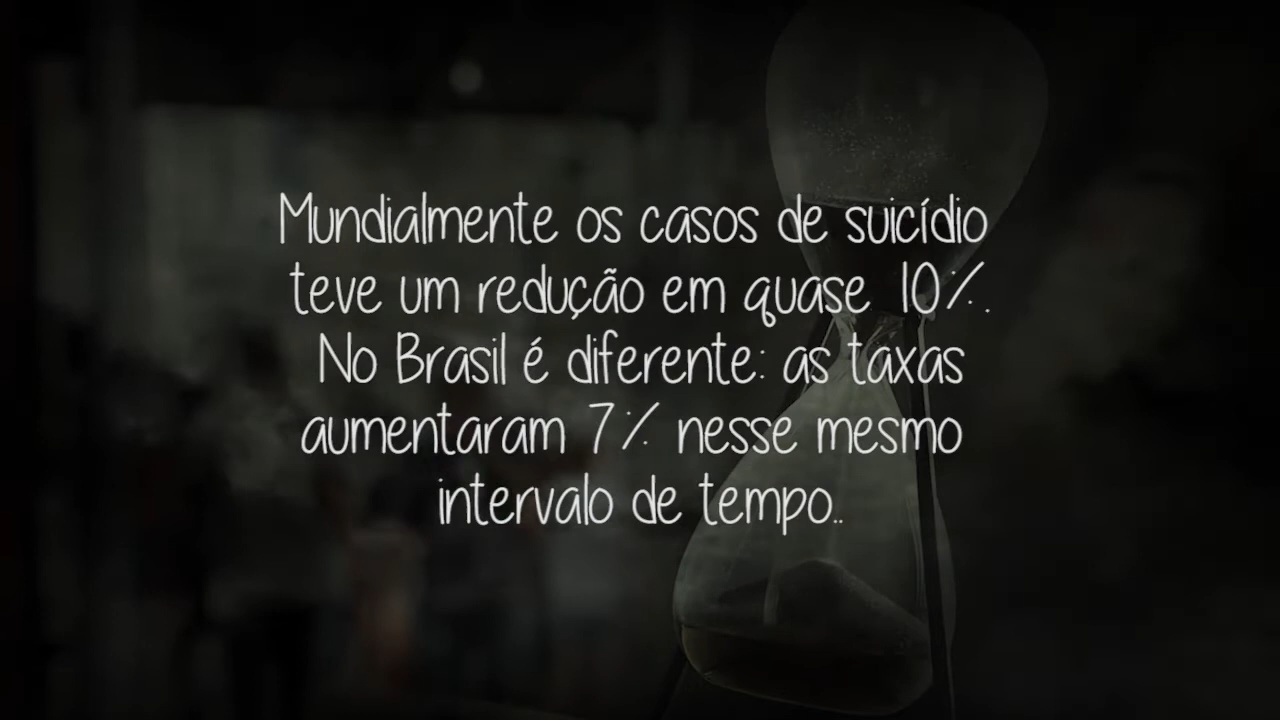 Mundialmente os casos de suicídio
teve um redução em quase 10%.
No Brasil é diferente: as taxas
aumentaram 7% nesse mesmo
intervalo de tempo..